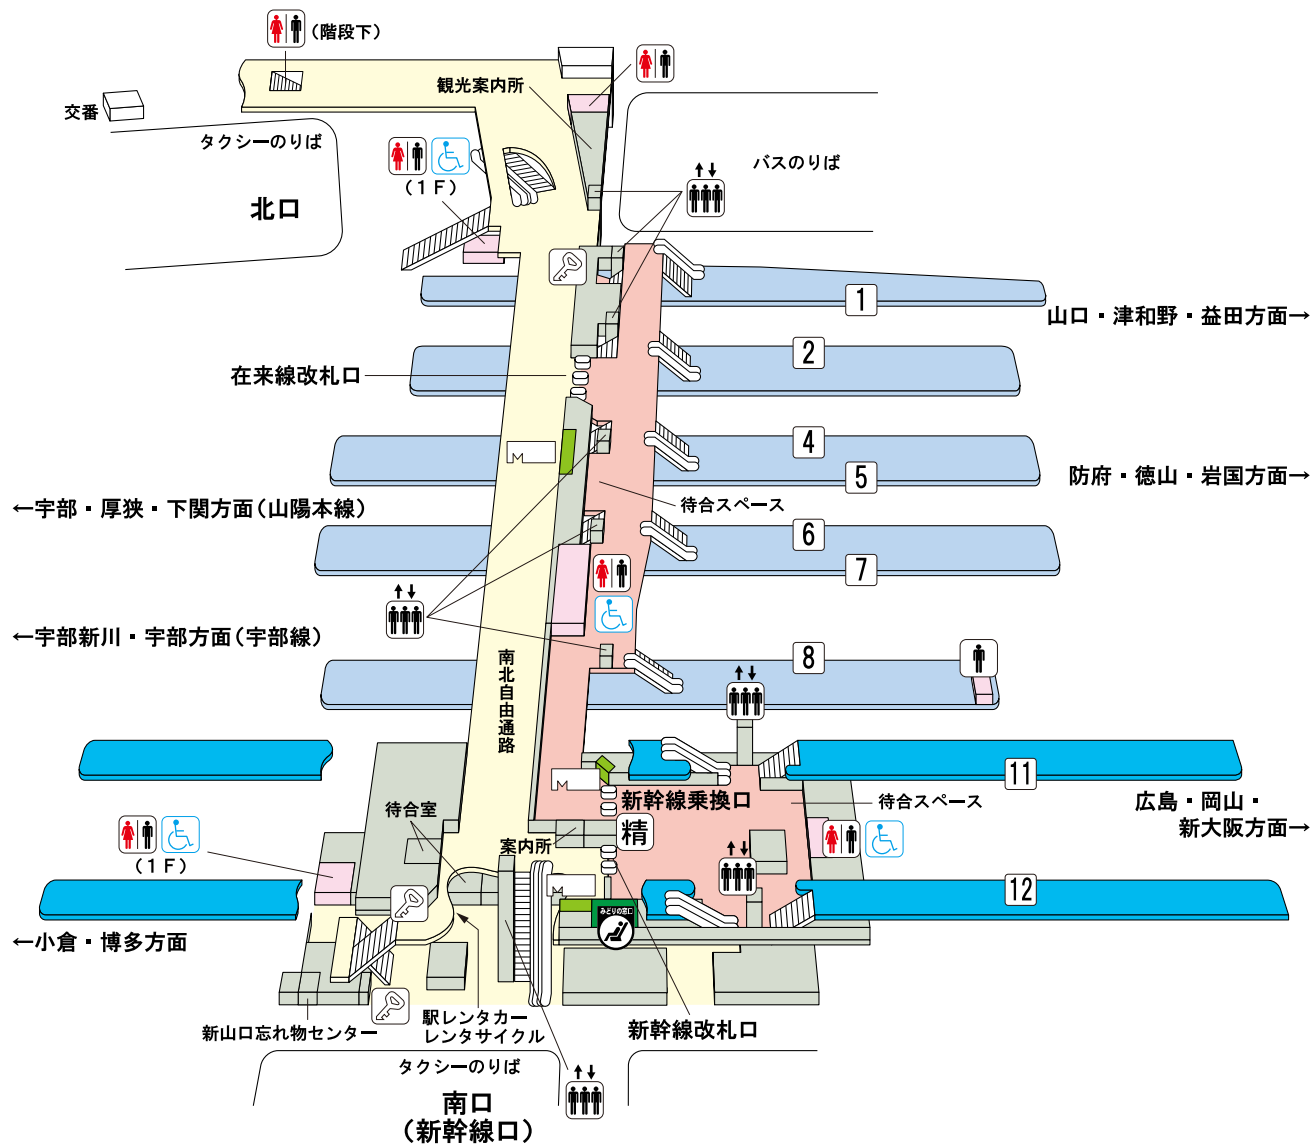 (階段下)
観光案内所
交番
タクシーのりば
バスのりば
(1F)
北口
1
山口・津和野・益田方面→
2
在来線改札口
4
M
5
防府・徳山・岩国方面→
←宇部・厚狭・下関方面(山陽本線)
待合スペース
6
7
←宇部新川・宇部方面(宇部線)
8
南北自由通路
M
11
新幹線乗換口
待合スペース
広島・岡山・
新大阪方面→
待合室
精
案内所
(1F)
M
12
みどりの窓口
←小倉・博多方面
新山口忘れ物センター
駅レンタカー
レンタサイクル
新幹線改札口
タクシーのりば
南口
(新幹線口)